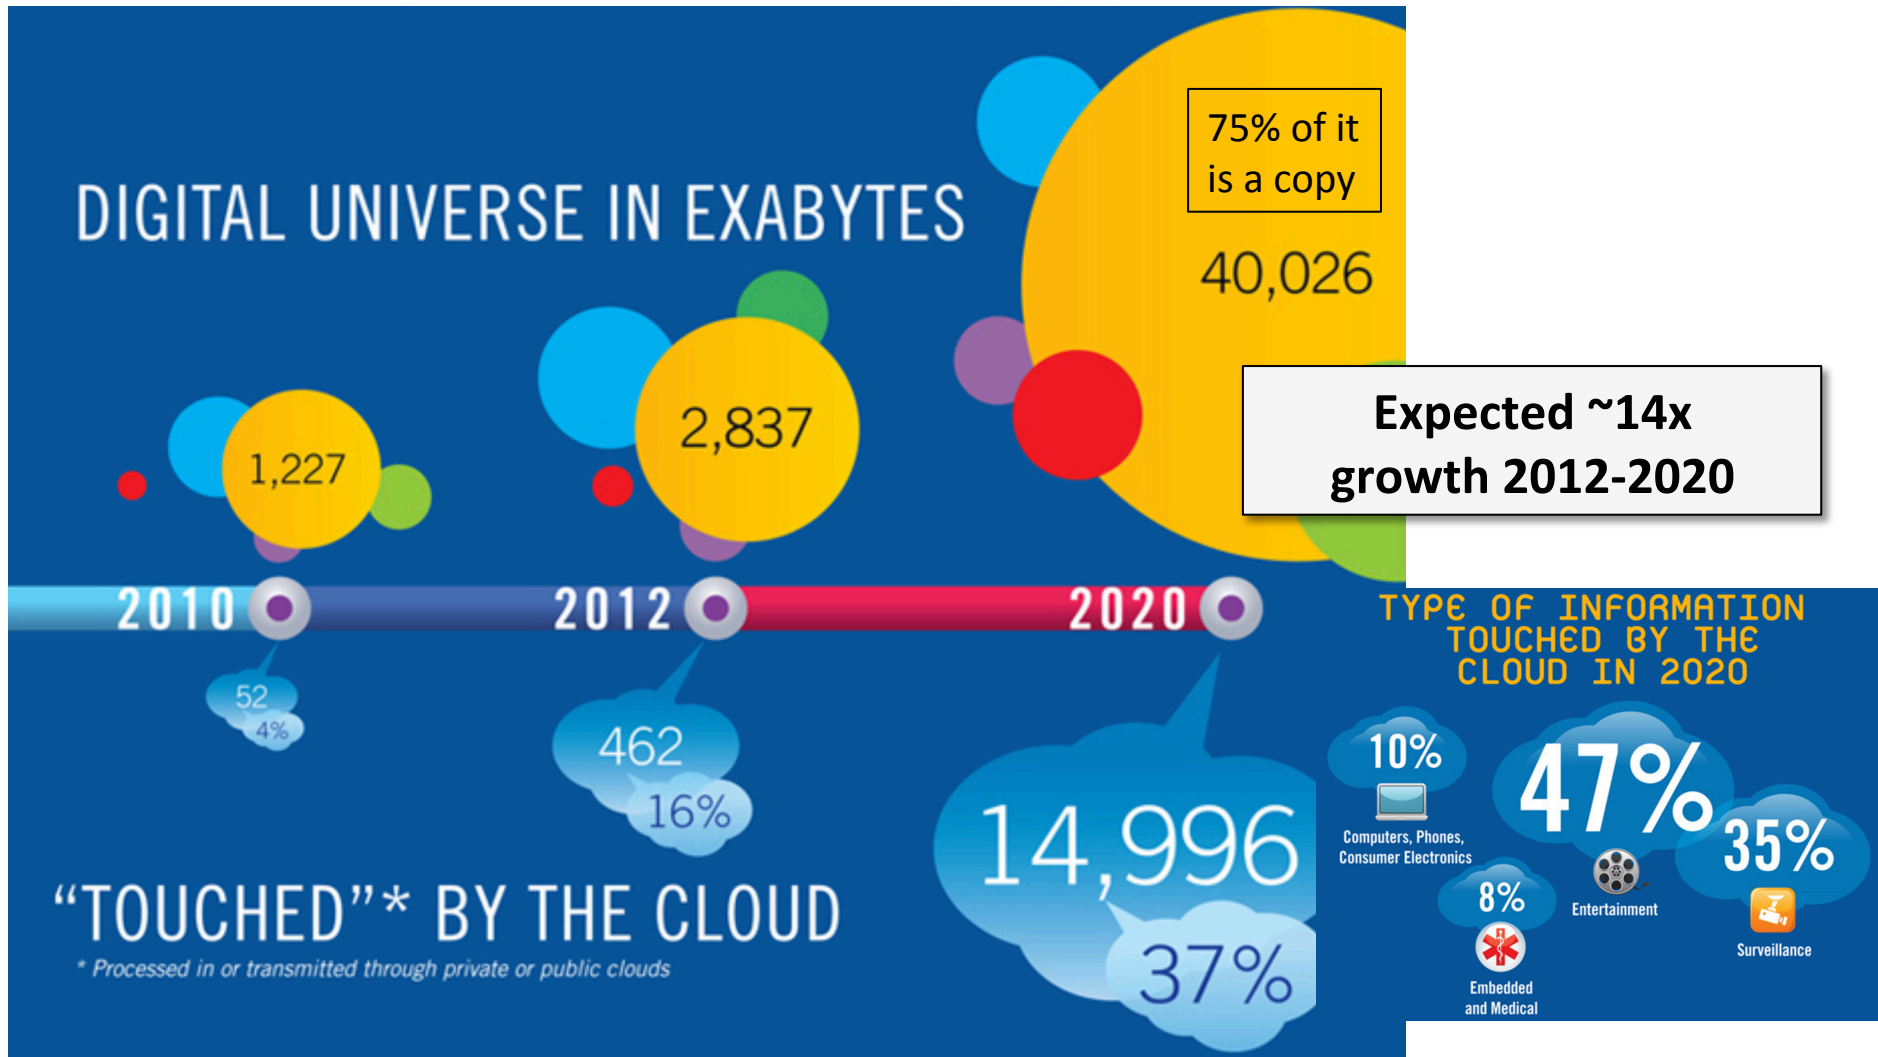 DIGITAL UNIVERSE IN EXABYTES
75% of it
is a copy
40,026
2,837
1,227
Expected ~14x
growth 2012-2020
2010
2012
2020
52
4%
462
16%
14,996
37%
“TOUCHED”* BY THE CLOUD
* Processed in or transmitted through private or public clouds
TYPE OF INFORMATION
TOUCHED BY THE
CLOUD IN 2020
10%
Computers, Phones,
Consumer Electronics
47%
Entertainment
35%
Surveillance
8%
Embedded
and Medical